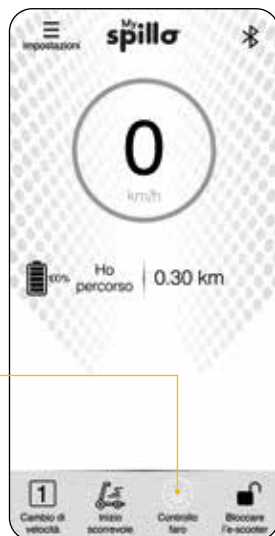 Impostazioni
My
spillo
0
km/h
100%
Ho
percorso
0.30 km
1
Cambio di
velocità
Inizio
scorrevole
Controllo
faro
Bloccare
l'e-scooter